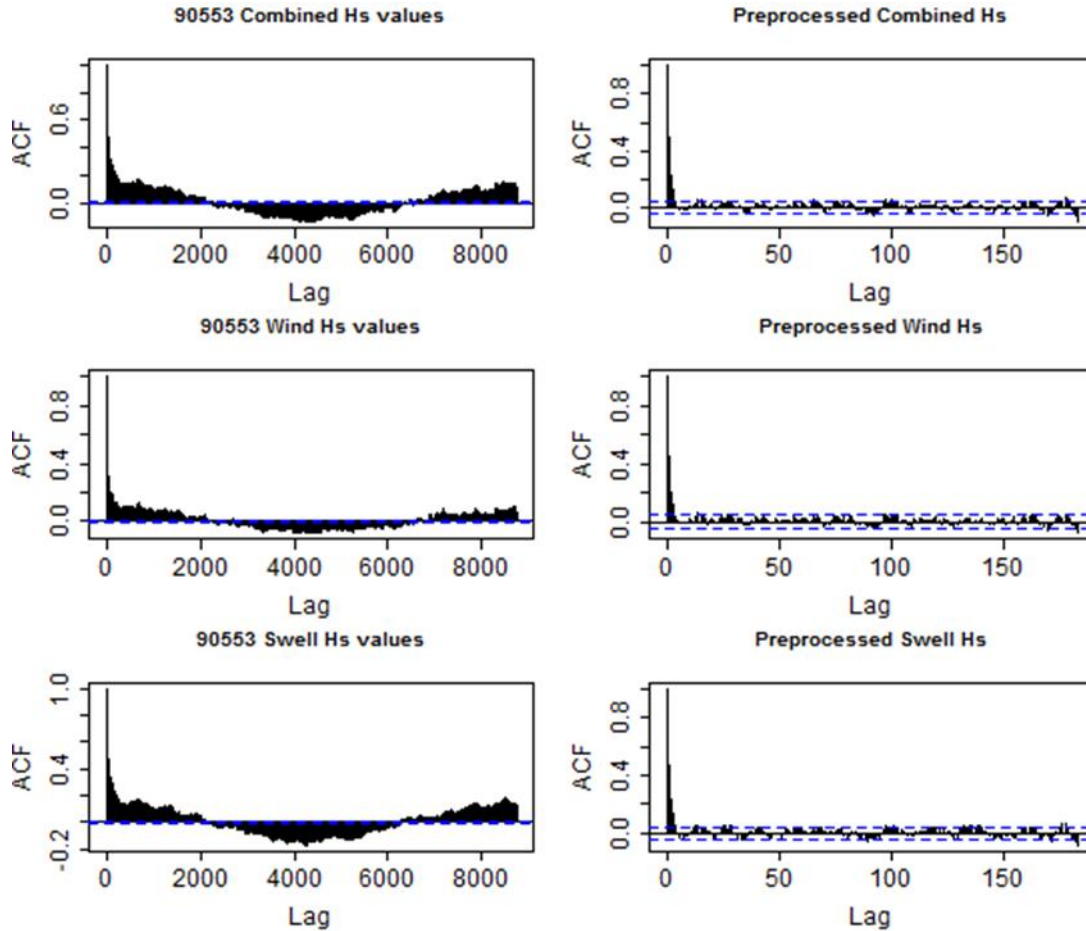 90553 Combined Hs values
Preprocessed Combined Hs
ACF
0.0 0.6
0 2000 4000 6000 8000
Lag
ACF
0.0 0.4 0.8
0 50 100 150
Lag
90553 Wind Hs values
Preprocessed Wind Hs
ACF
0.0 0.4 0.8
0 2000 4000 6000 8000
Lag
ACF
0.0 0.4 0.8
0 50 100 150
Lag
90553 Swell Hs values
Preprocessed Swell Hs
ACF
-0.2 0.4 1.0
0 2000 4000 6000 8000
Lag
ACF
0.0 0.4 0.8
0 50 100 150
Lag